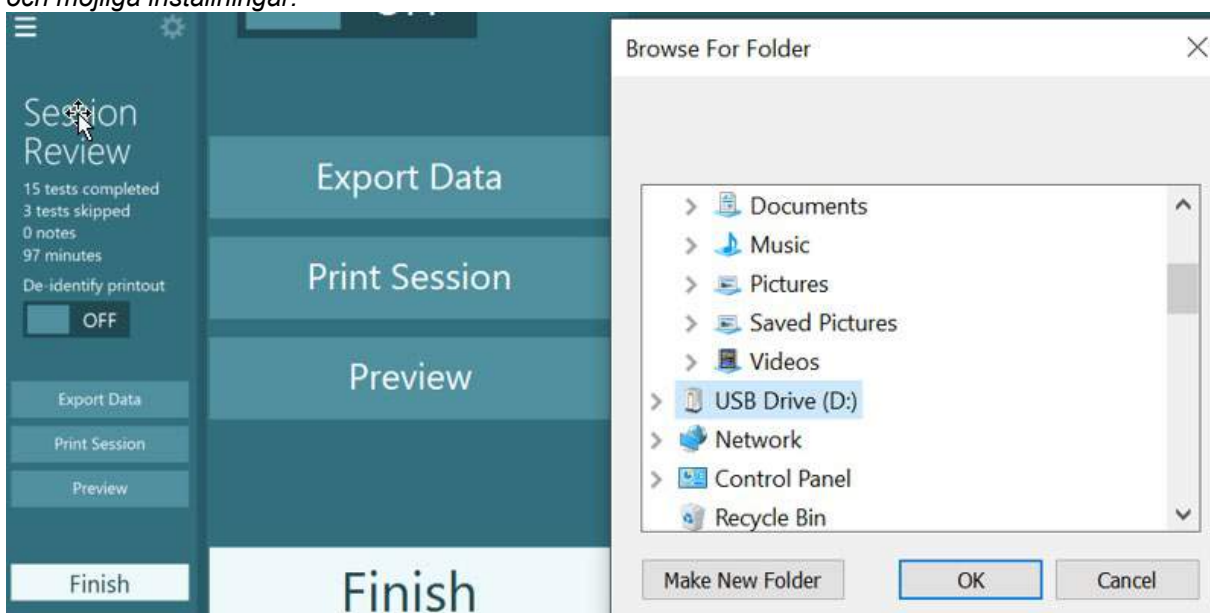 och möjliga inställningar.
Session
Review
15 tests completed
3 tests skipped
0 notes
97 minutes
De-identify printout
OFF
Export Data
Print Session
Preview
Finish
Export Data
Print Session
Preview
Finish
Browse For Folder
Documents
Music
Pictures
Saved Pictures
Videos
USB Drive (D:)
Network
Control Panel
Recycle Bin
Make New Folder
OK
Cancel